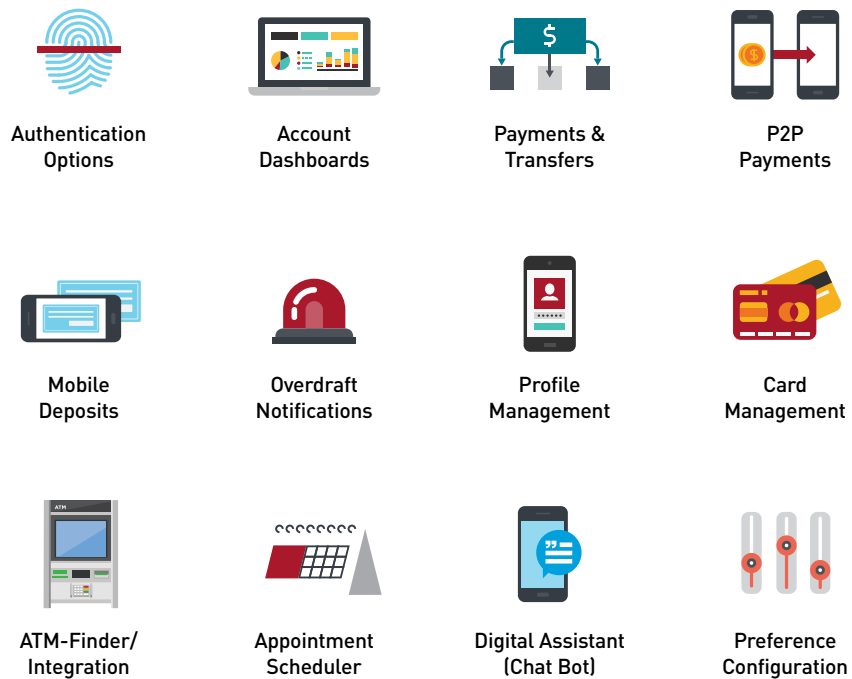 $
$
Authentication
Options
Account
Dashboards
Payments &
Transfers
P2P
Payments
Mobile
Deposits
Overdraft
Notifications
Profile
Management
Card
Management
ATM
ATM-Finder/
Integration
Appointment
Scheduler
Digital Assistant
(Chat Bot)
Preference
Configuration